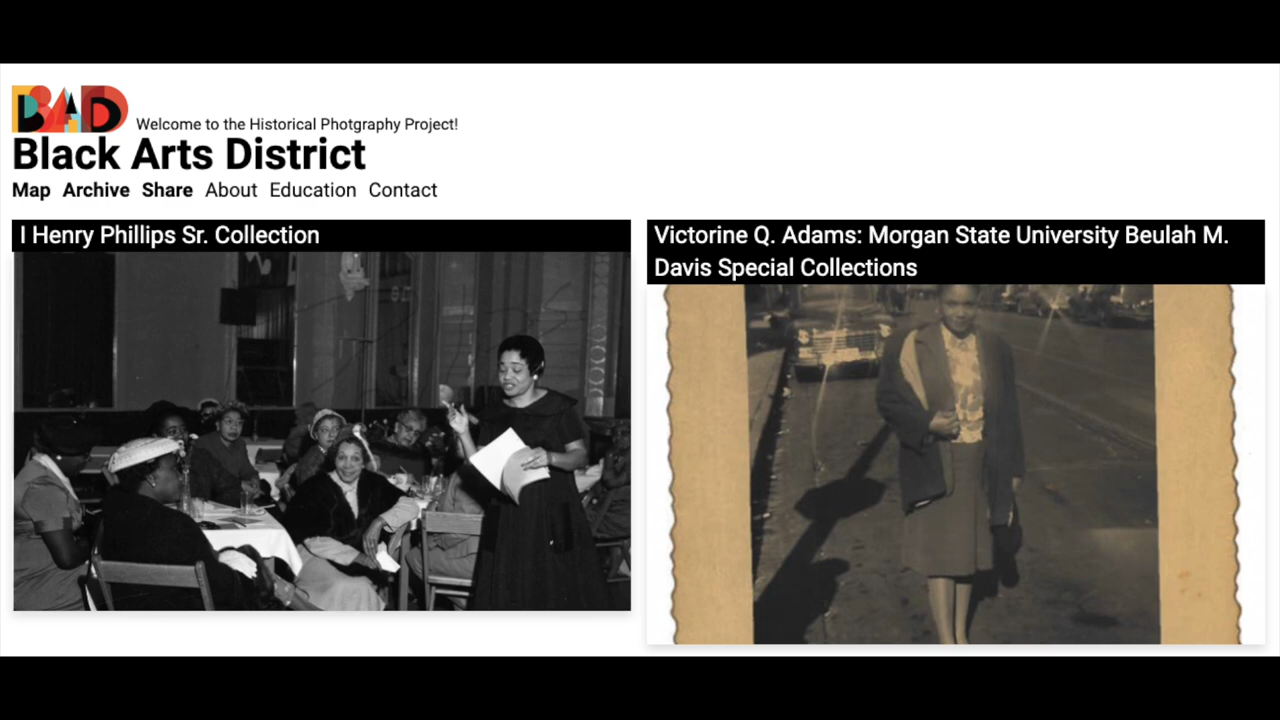 BAD Welcome to the Historical Photgraphy Project!
Black Arts District
Map Archive Share About Education Contact
I Henry Phillips Sr. Collection
Victorine Q. Adams: Morgan State University Beulah M.
Davis Special Collections